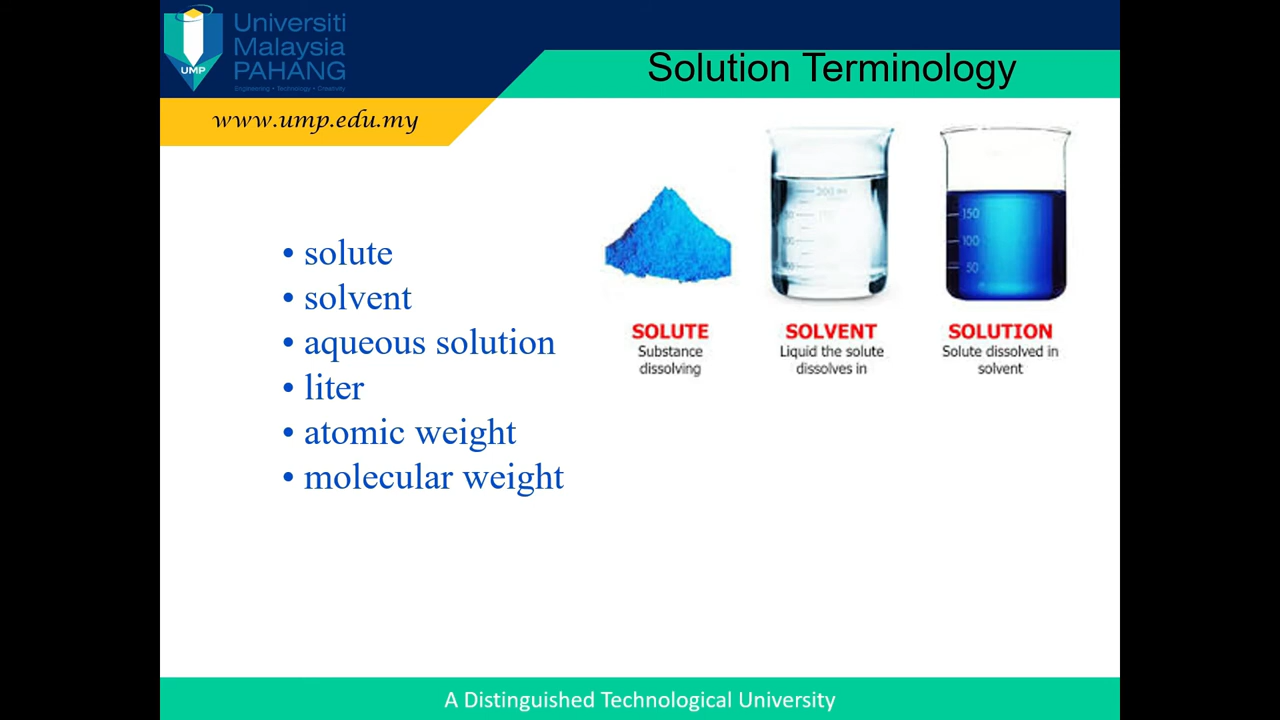 Universiti
Malaysia
PAHANG
UMP
Engineering • Technology • Creativity
Solution Terminology
www.ump.edu.my
• solute
• solvent
• aqueous solution
• liter
• atomic weight
• molecular weight
200
150
100
50
SOLUTE
Substance
dissolving
SOLVENT
Liquid the solute
dissolves in
SOLUTION
Solute dissolved in
solvent
A Distinguished Technological University